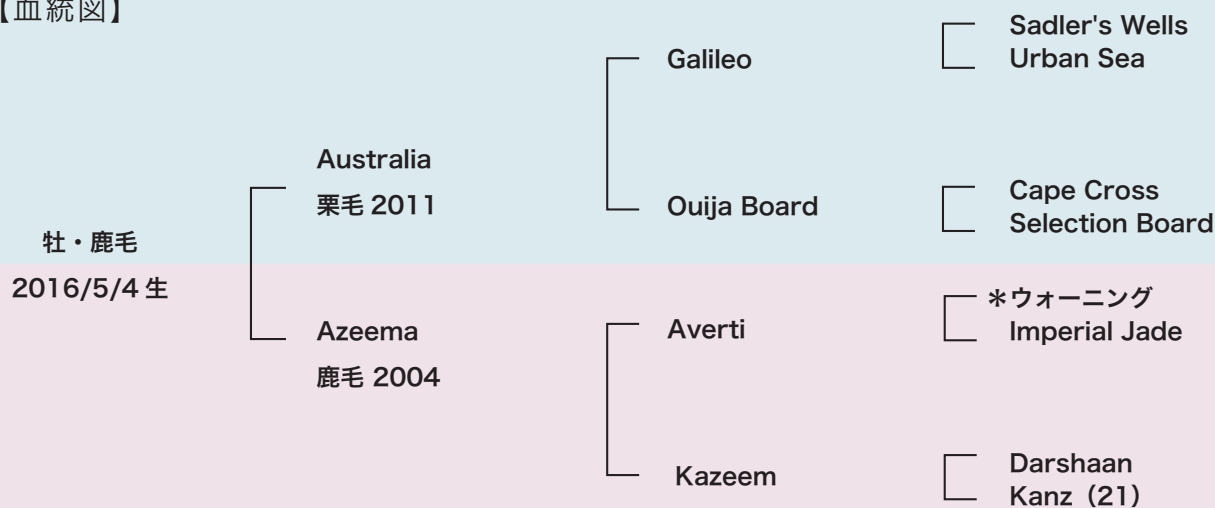 【血統図】
Sadler's Wells
Galileo
Urban Sea
Australia
栗毛 2011
Ouija Board
Cape Cross
Selection Board
牡・鹿毛
2016/5/4 生
Azeema
鹿毛 2004
Averti
＊ウォーニング
Imperial Jade
Kazeem
Darshaan
Kanz（21）